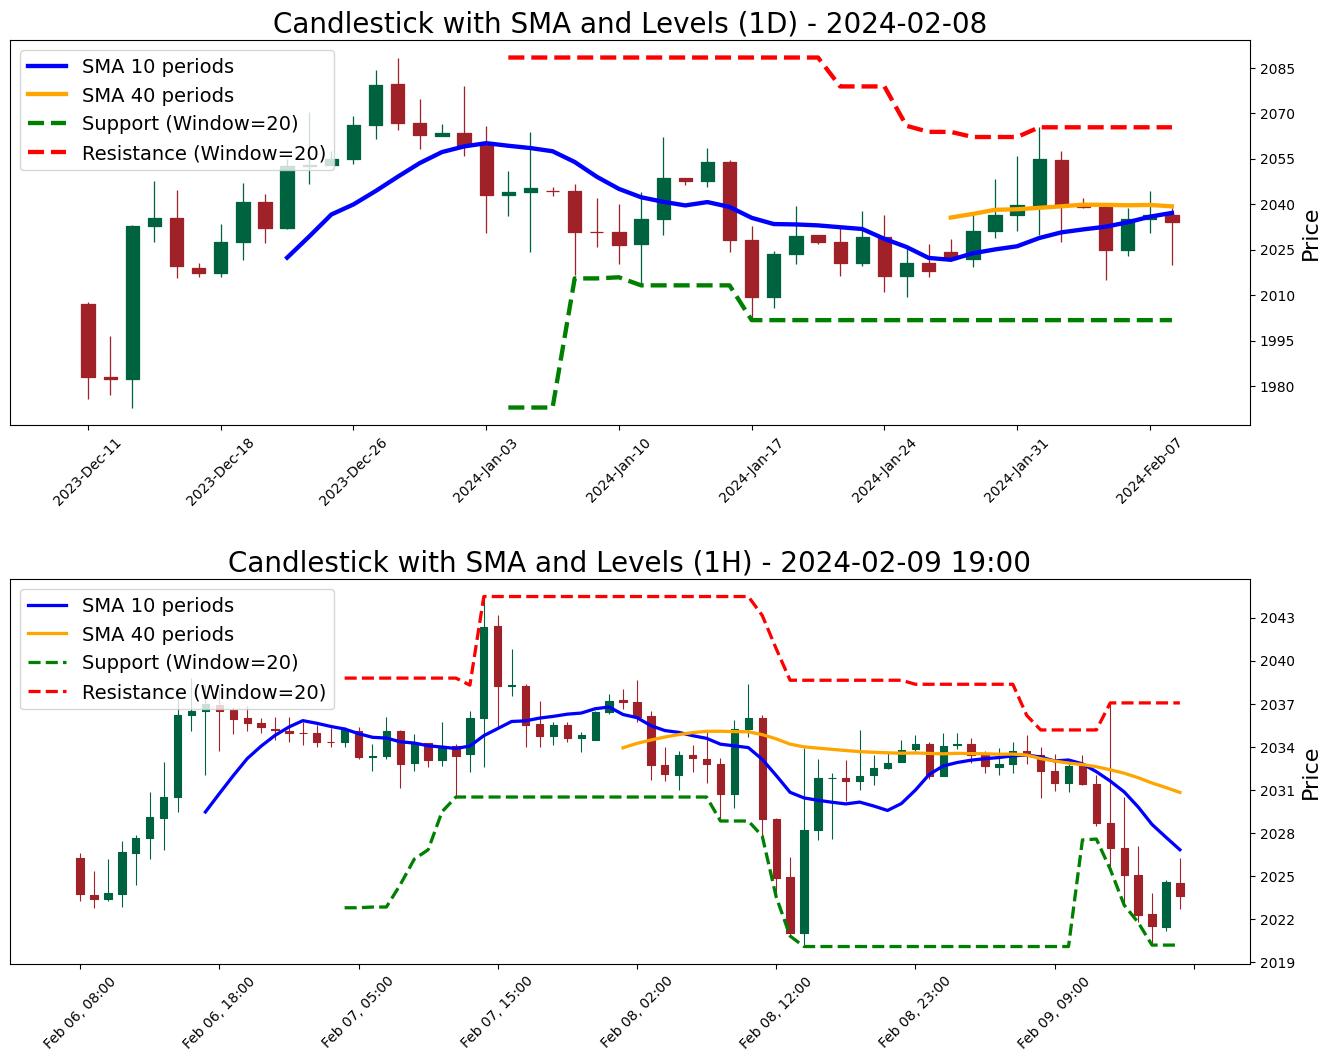 Candlestick with SMA and Levels (1D) - 2024-02-08
SMA 10 periods
SMA 40 periods
Support (Window=20)
Resistance (Window=20)
2085
2070
2055
2040
2025
2010
1995
1980
Price
2023-Dec-11
2023-Dec-18
2023-Dec-26
2024-Jan-03
2024-Jan-10
2024-Jan-17
2024-Jan-24
2024-Jan-31
2024-Feb-07
Candlestick with SMA and Levels (1H) - 2024-02-09 19:00
SMA 10 periods
SMA 40 periods
Support (Window=20)
Resistance (Window=20)
2043
2040
2037
2034
2031
2028
2025
2022
2019
Price
Feb 06, 08:00
Feb 06, 18:00
Feb 07, 05:00
Feb 07, 15:00
Feb 08, 02:00
Feb 08, 12:00
Feb 08, 23:00
Feb 09, 09:00